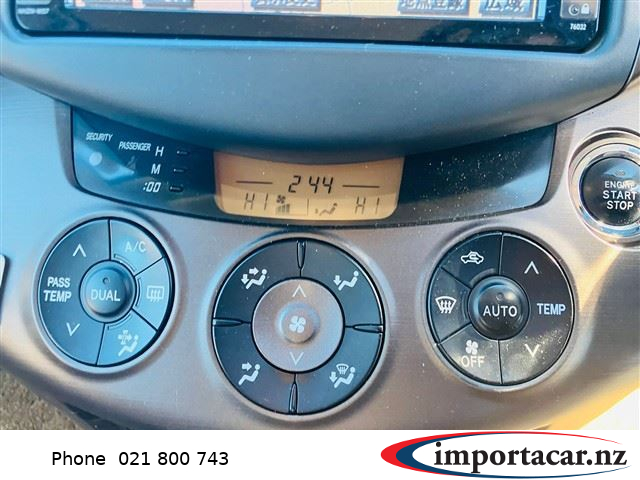 76032
SECURITY PASSENGER H
M
:00
2 44
HI HI
ENGINE
START
STOP
A/C
PASS
TEMP
DUAL
AUTO
TEMP
OFF
Phone 021 800 743
importacar.nz